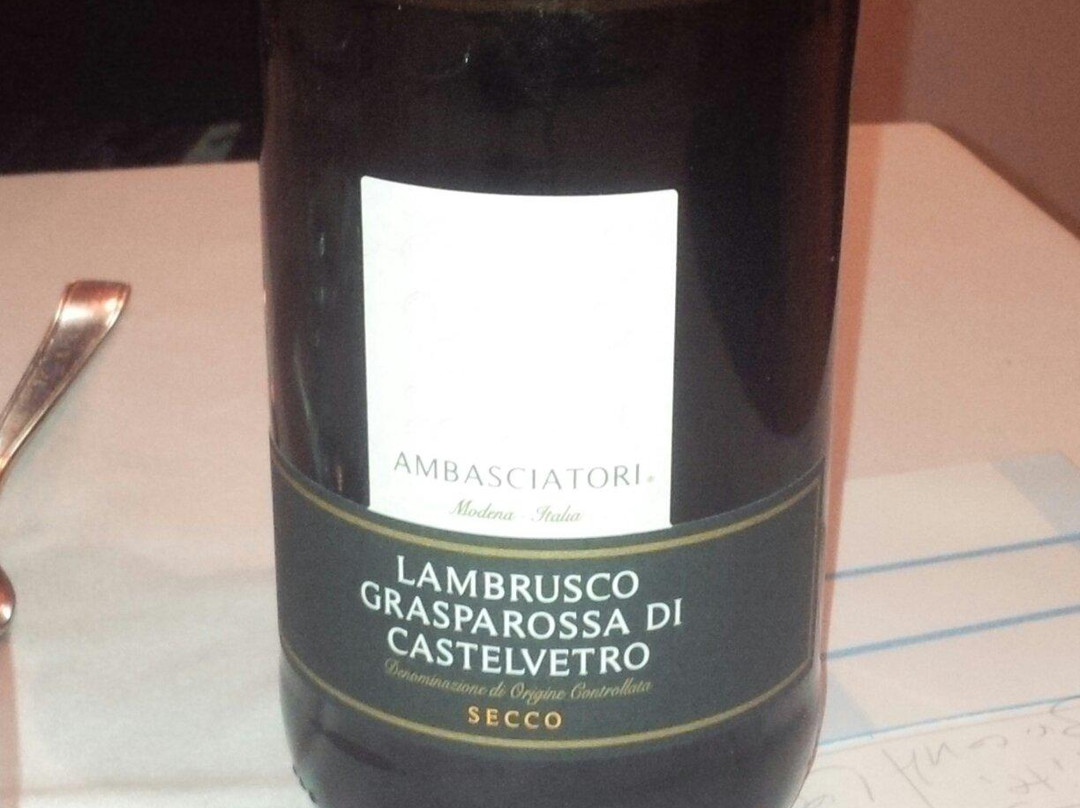 AMBASCIATORI
Modena - Italia
LAMBRUSCO
GRASPAROSSA DI
CASTELVETRO
Denominazione di Origine Controllata
SECCO